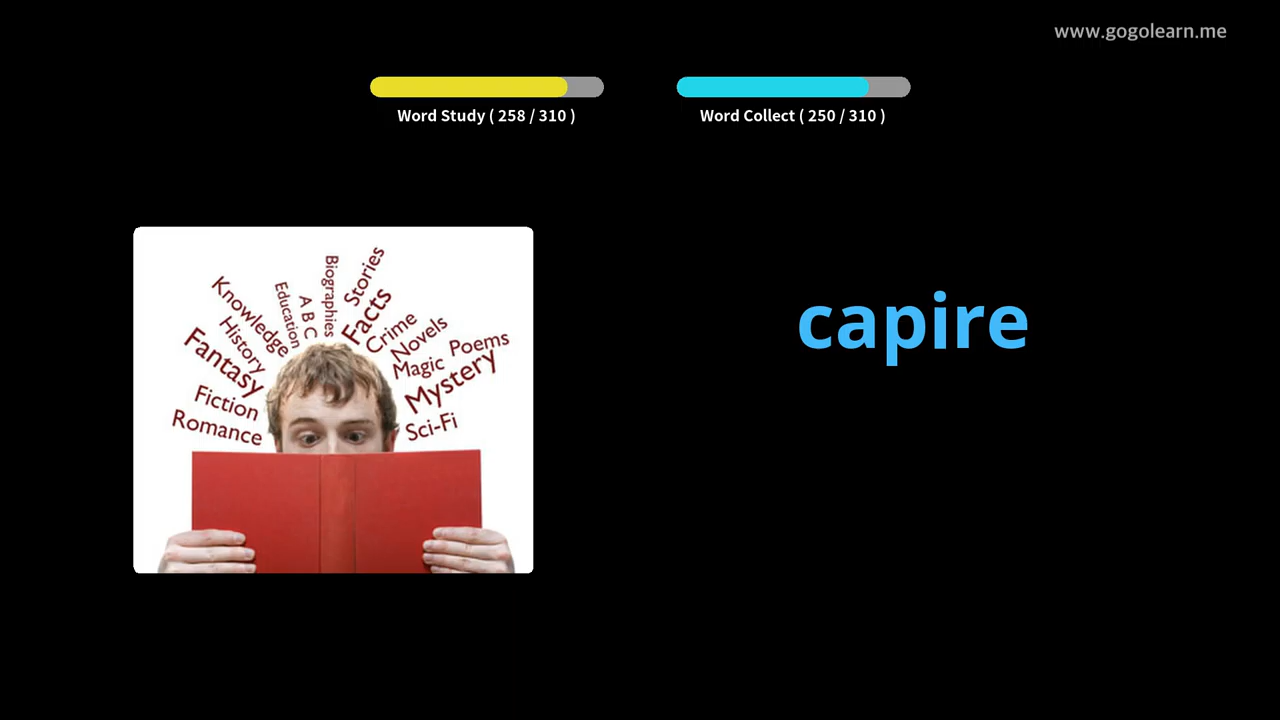 www.gogolearn.me
Word Study ( 258 / 310 )
Word Collect ( 250 / 310 )
Biographies
Stories
Facts
Education
A B C
Knowledge
History
Crime
Novels
Poems
Magic
Mystery
Fantasy
Fiction
Romance
Sci-Fi
capire